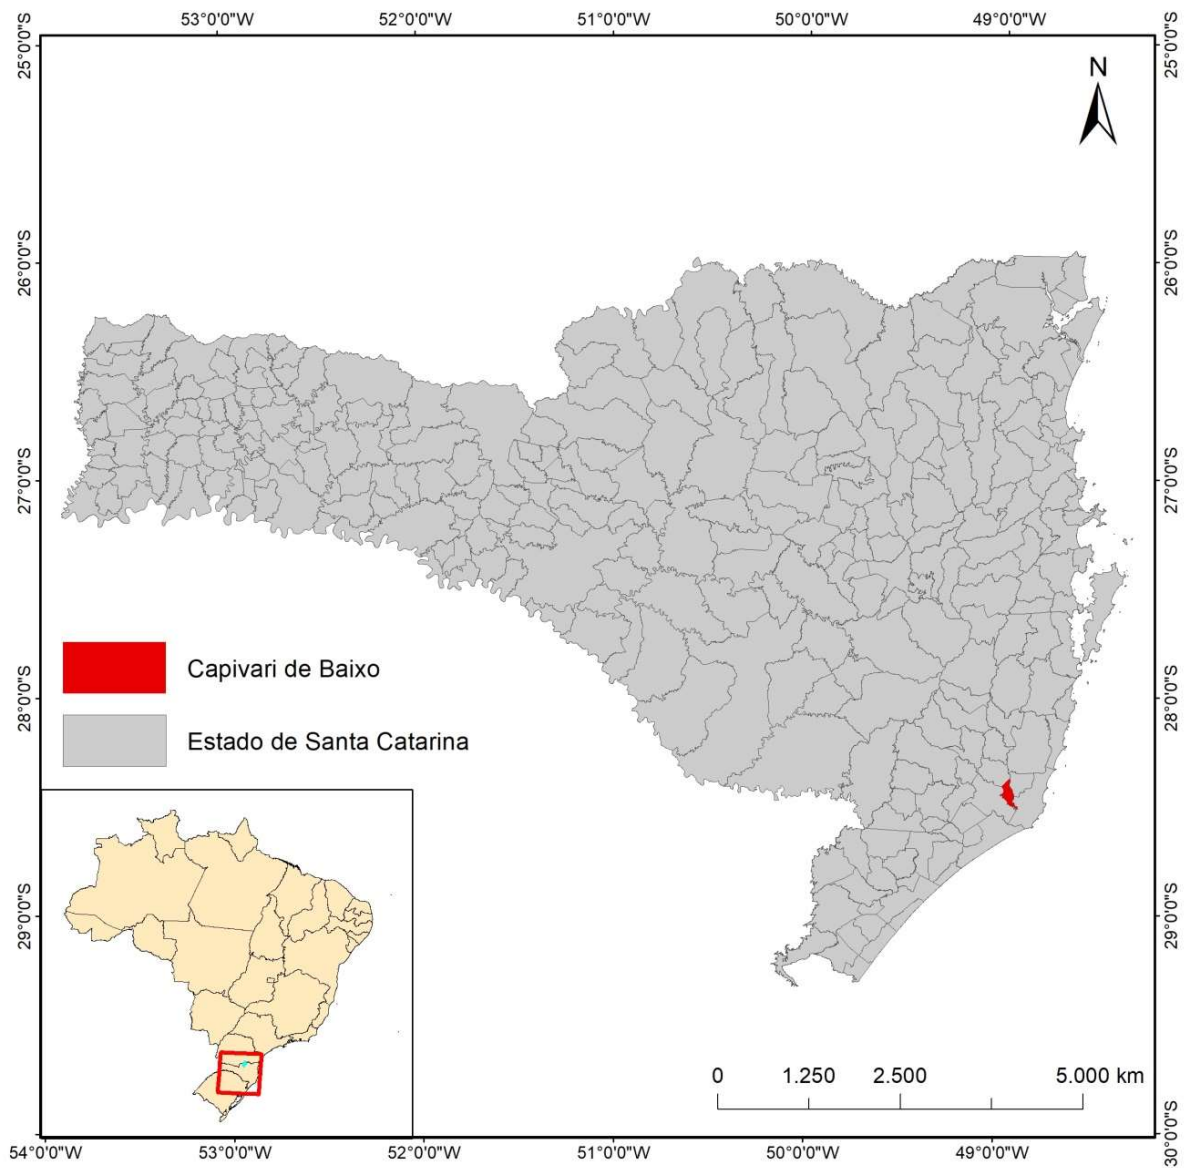 53°0'0"W 52°0'0"W 51°0'0"W 50°0'0"W 49°0'0"W
25°0'0"S
25°0'0"S
N
26°0'0"S
26°0'0"S
27°0'0"S
27°0'0"S
Capivari de Baixo
28°0'0"S
28°0'0"S
Estado de Santa Catarina
29°0'0"S
29°0'0"S
0 1.250 2.500 5.000 km
30°0'0"S
54°0'0"W 53°0'0"W 52°0'0"W 51°0'0"W 50°0'0"W 49°0'0"W